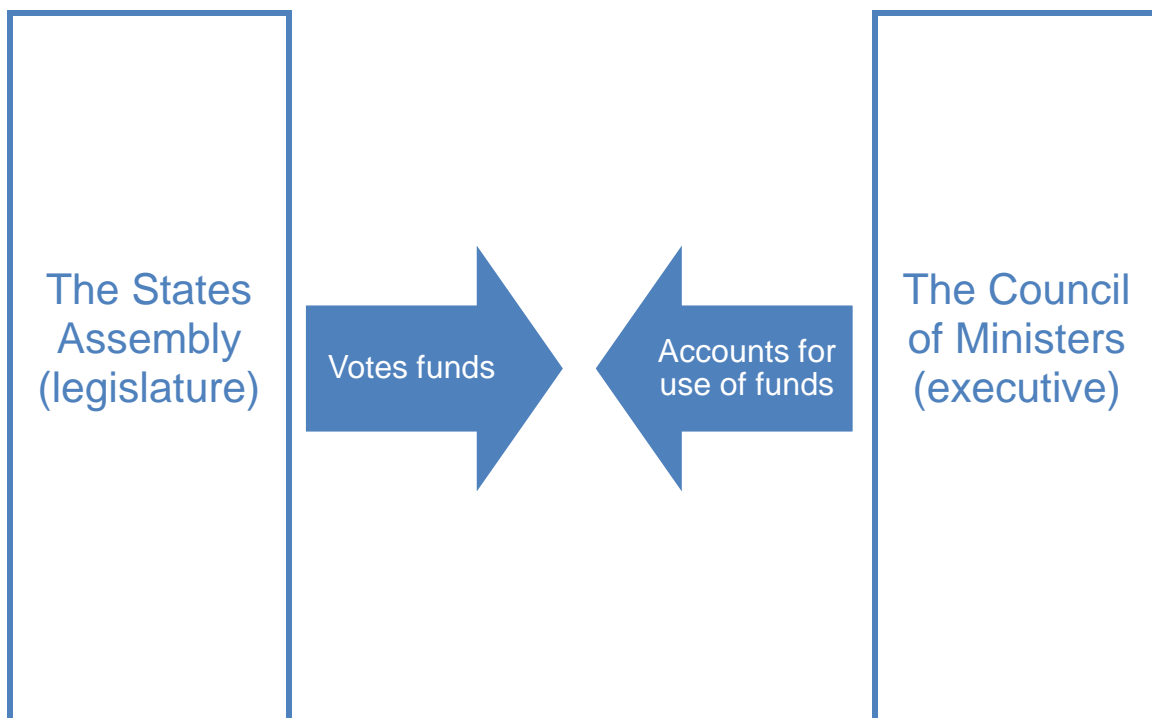 The States
Assembly
(legislature)
Votes funds
Accounts for
use of funds
The Council
of Ministers
(executive)